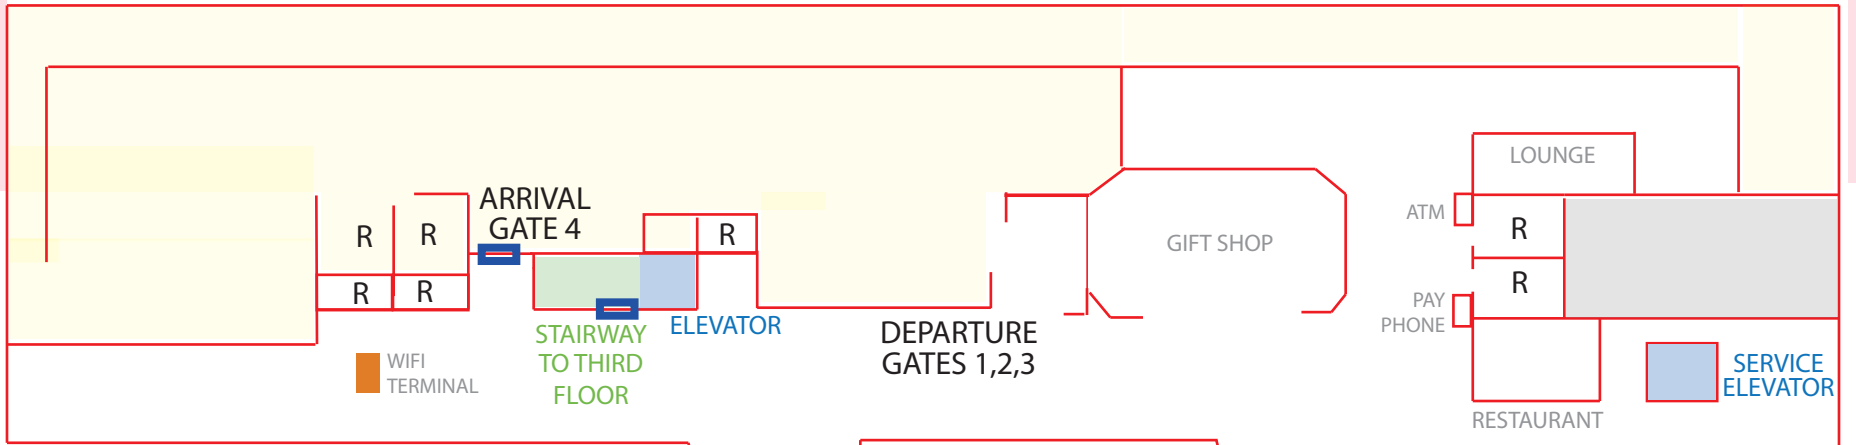 ARRIVAL
GATE 4
R
R
R
R
R
STAIRWAY
TO THIRD
FLOOR
ELEVATOR
WIFI
TERMINAL
DEPARTURE
GATES 1,2,3
GIFT SHOP
LOUNGE
ATM
R
R
PAY
PHONE
RESTAURANT
SERVICE
ELEVATOR